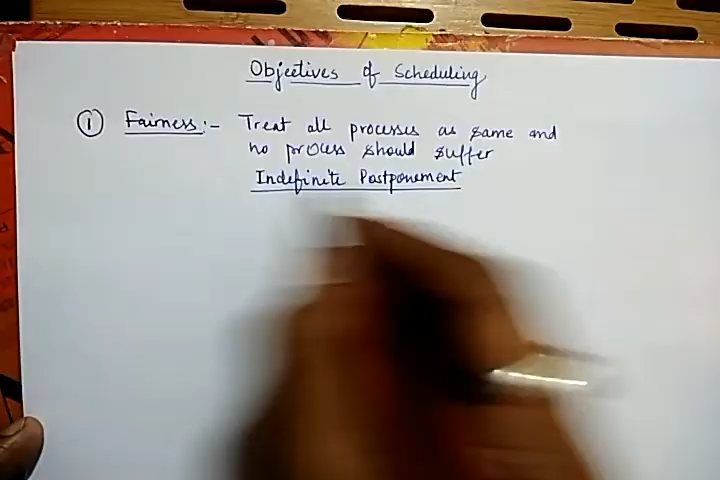 Objectives of Scheduling
① Fairness:- Treat all processes as same and
no process should suffer
Indefinite Postponement